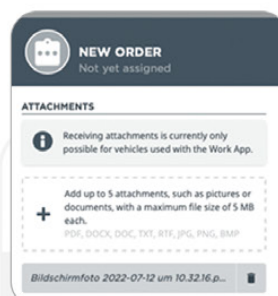 NEW ORDER
Not yet assigned
ATTACHMENTS
Receiving attachments is currently only
possible for vehicles used with the Work App.
Add up to 5 attachments, such as pictures or
documents, with a maximum file size of 5 MB
each.
PDF, DOCX, DOC, TXT, RTF, JPG, PNG, BMP
Bildschirmfoto 2022-07-12 um 10.32.16.p...